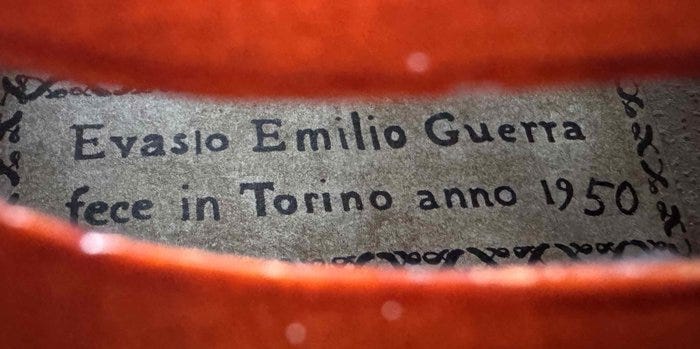 Evasio Emilio Guerra
fece in Torino anno 1950